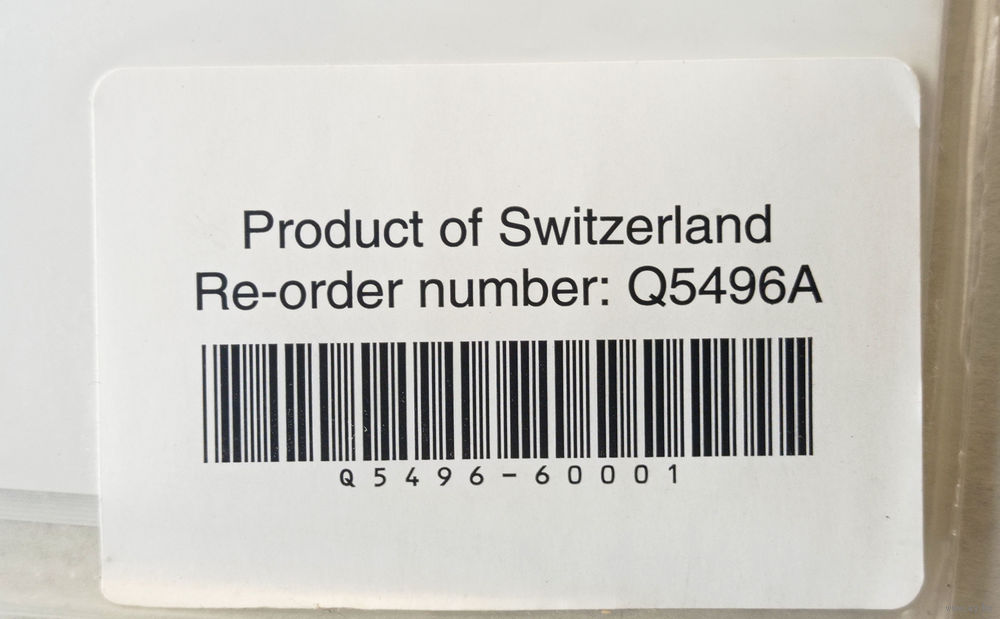 Product of Switzerland
Re-order number: Q5496A
Q5496-60001